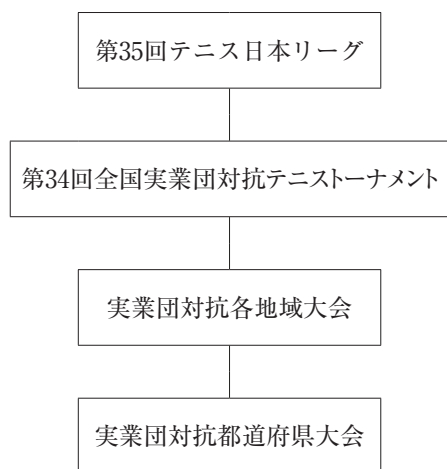 第35回テニス日本リーグ
第34回全国実業団対抗テニストーナメント
実業団対抗各地域大会
実業団対抗都道府県大会